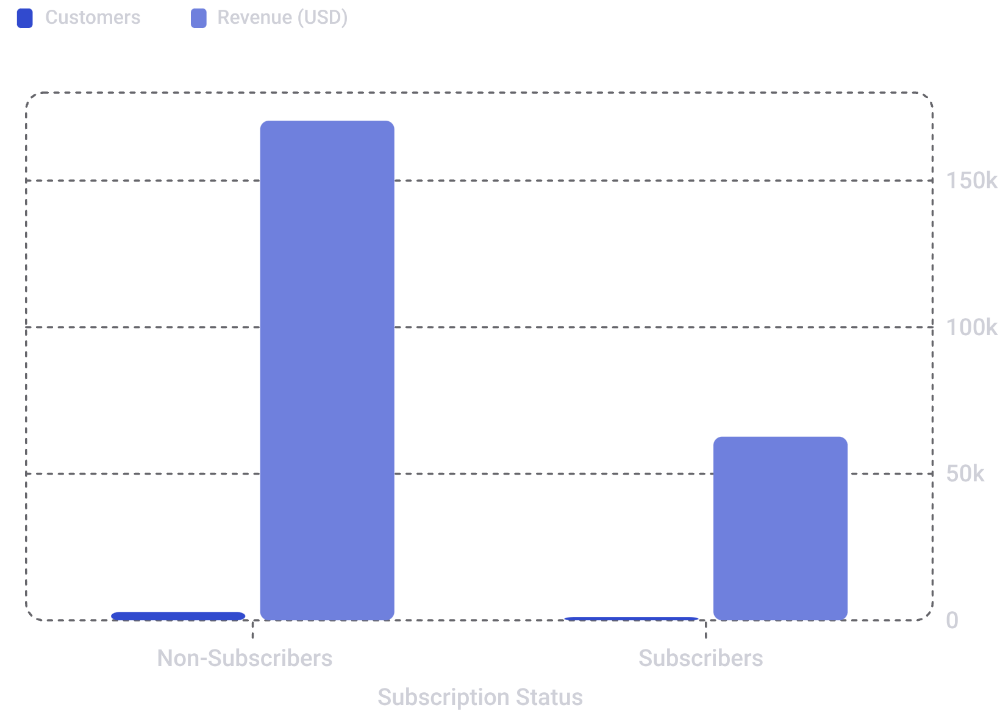 Customers Revenue (USD)
150k
100k
50k
0
Non-Subscribers Subscribers
Subscription Status